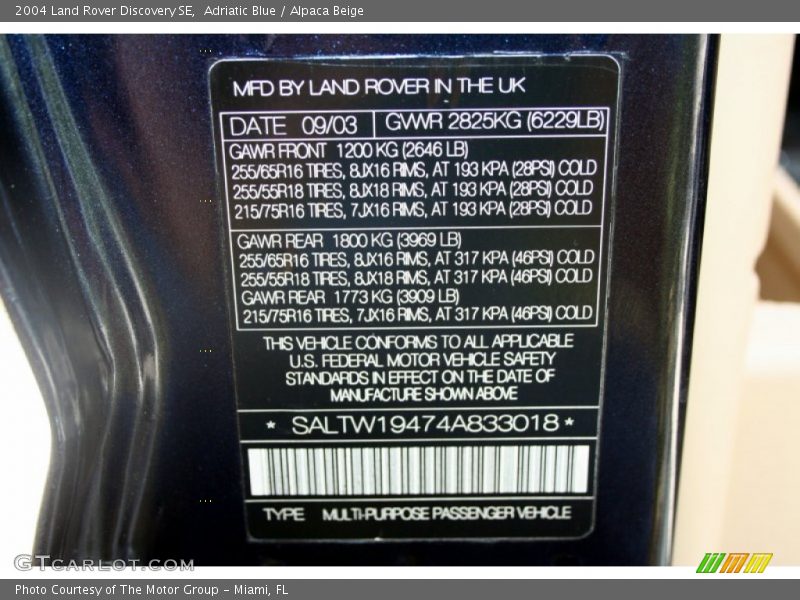 2004 Land Rover Discovery SE, Adriatic Blue / Alpaca Beige
MFD BY LAND ROVER IN THE UK
DATE 09/03 GVWR 2825KG (6229LB)
GAWR FRONT 1200 KG (2646 LB)
255/65R16 TIRES, 8JX16 RIMS, AT 193 KPA (28PSI) COLD
255/55R18 TIRES, 8JX18 RIMS, AT 193 KPA (28PSI) COLD
215/75R16 TIRES, 7JX16 RIMS, AT 193 KPA (28PSI) COLD
GAWR REAR 1800 KG (3969 LB)
255/65R16 TIRES, 8JX16 RIMS, AT 317 KPA (46PSI) COLD
255/55R18 TIRES, 8JX18 RIMS, AT 317 KPA (46PSI) COLD
GAWR REAR 1773 KG (3909 LB)
215/75R16 TIRES, 7JX16 RIMS, AT 317 KPA (46PSI) COLD
THIS VEHICLE CONFORMS TO ALL APPLICABLE
U.S. FEDERAL MOTOR VEHICLE SAFETY
STANDARDS IN EFFECT ON THE DATE OF
MANUFACTURE SHOWN ABOVE
* SALTW19474A833018 *
TYPE MULTI-PURPOSE PASSENGER VEHICLE
GTCARLOT.COM
Photo Courtesy of The Motor Group - Miami, FL